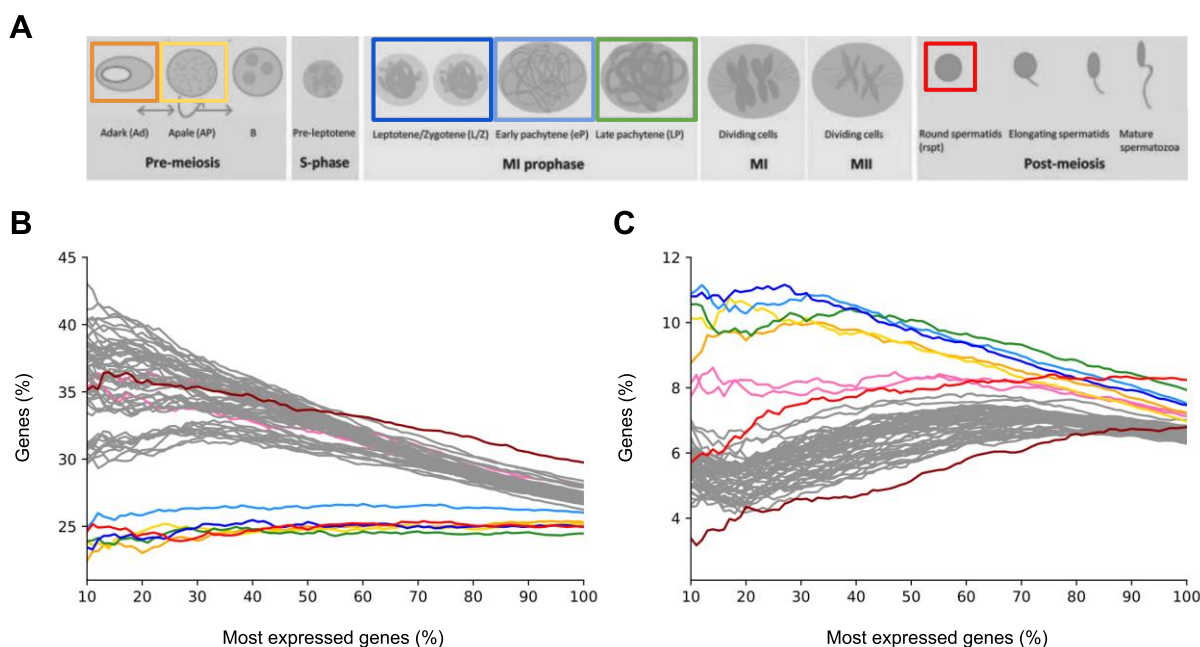 A
Adark (Ad) Apale (AP) B Pre-leptotene Leptotene/Zygotene (L/Z) Early pachytene (eP) Late pachytene (LP) Dividing cells Dividing cells Round spermatids Elongating spermatids Mature
(rspt) spermatozoa
Pre-meiosis S-phase MI prophase MI MII Post-meiosis
B
45
40
35
30
25
Genes (%)
10 20 30 40 50 60 70 80 90 100
Most expressed genes (%)
C
12
10
8
6
4
Genes (%)
10 20 30 40 50 60 70 80 90 100
Most expressed genes (%)